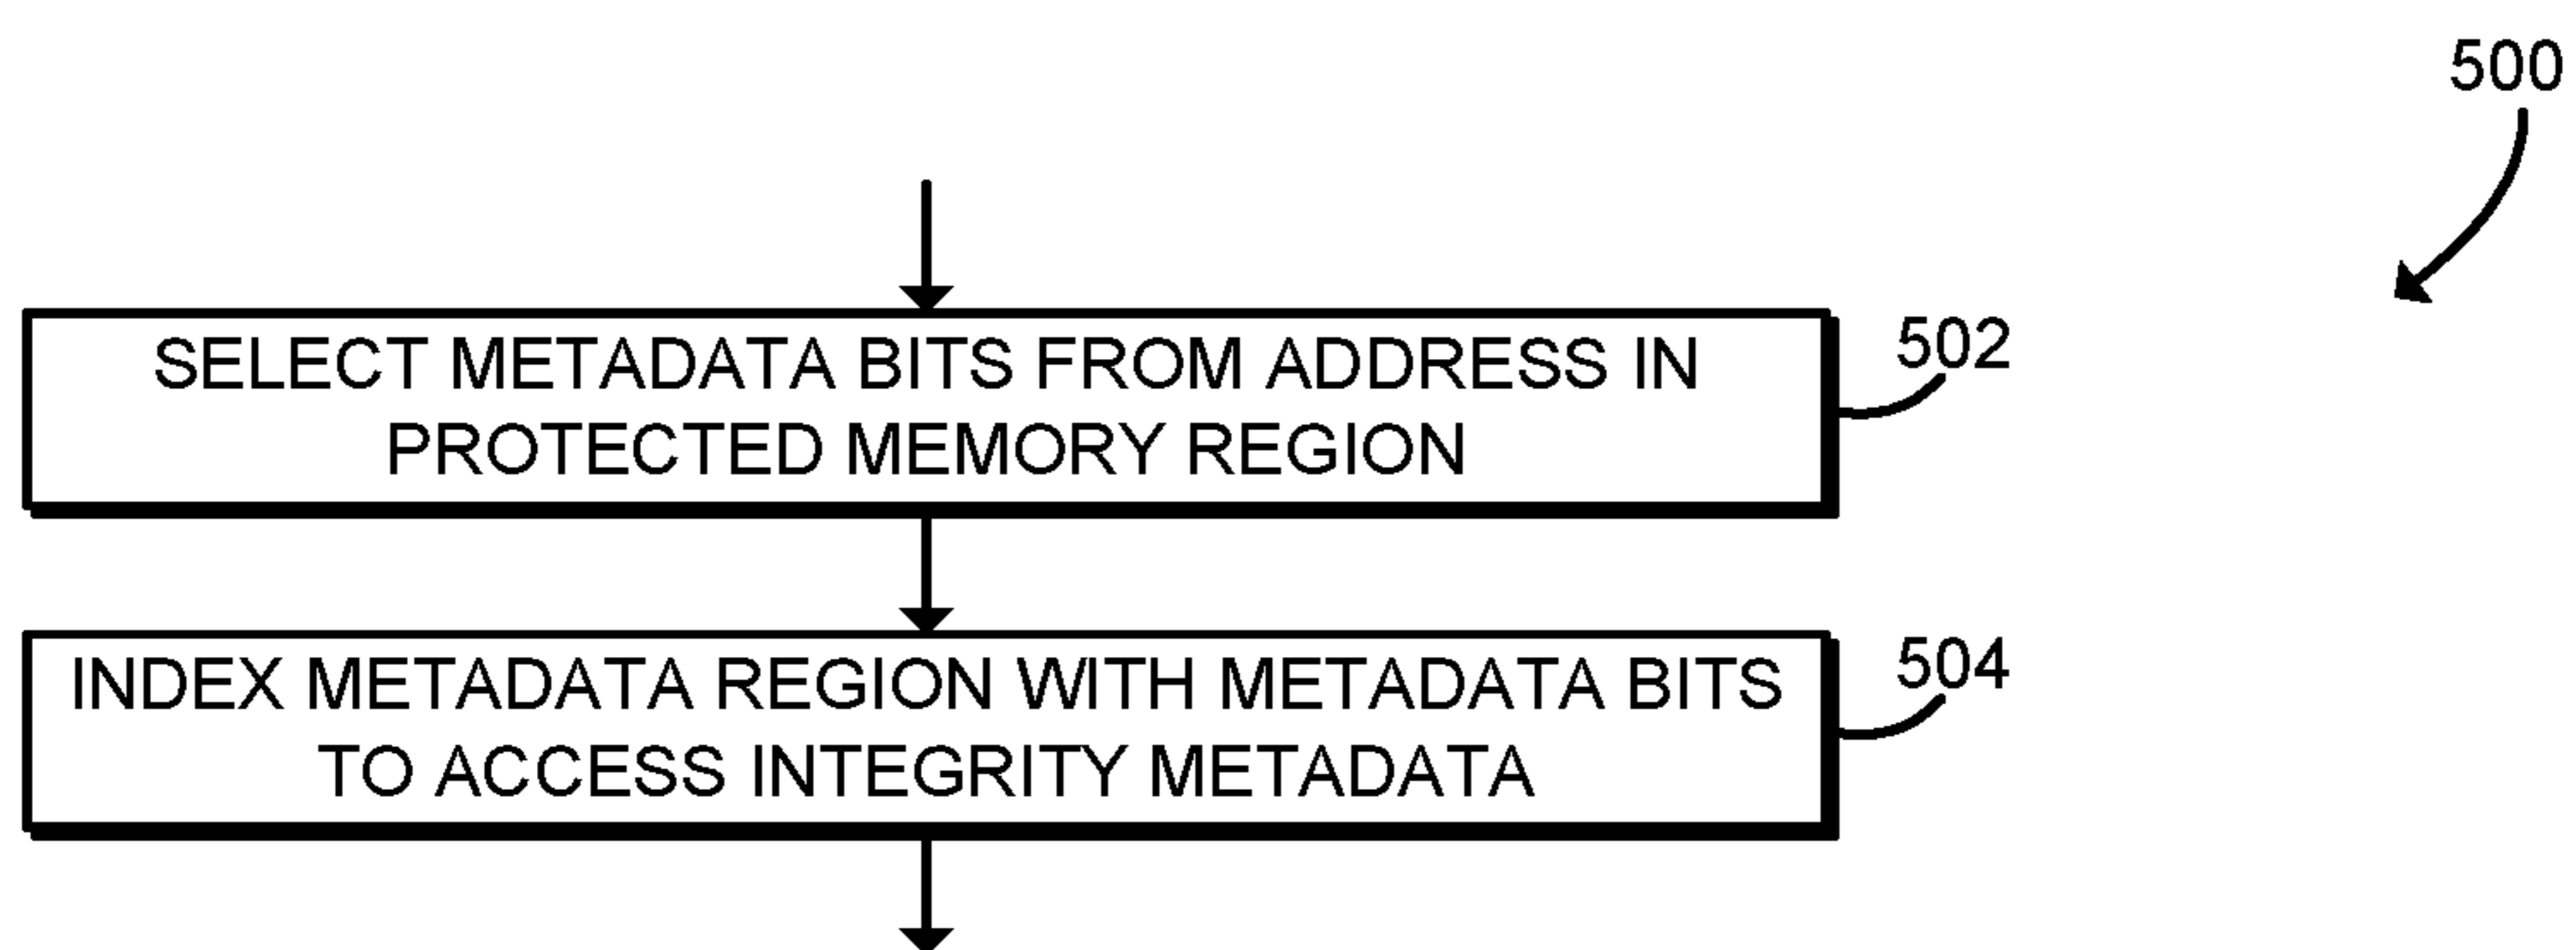 500
SELECT METADATA BITS FROM ADDRESS IN
PROTECTED MEMORY REGION
502
INDEX METADATA REGION WITH METADATA BITS
TO ACCESS INTEGRITY METADATA
504